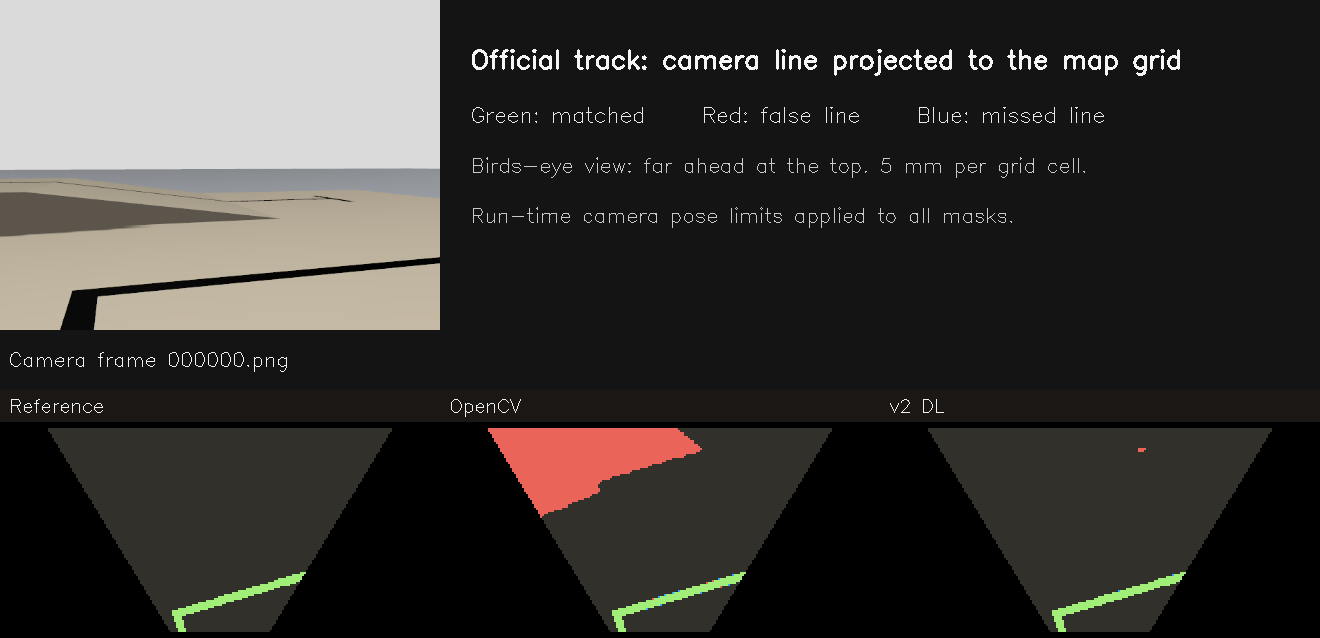 Official track: camera line projected to the map grid
Green: matched Red: false line Blue: missed line
Birds-eye view: far ahead at the top. 5 mm per grid cell.
Run-time camera pose limits applied to all masks.
Camera frame 000000.png
Reference OpenCV v2 DL